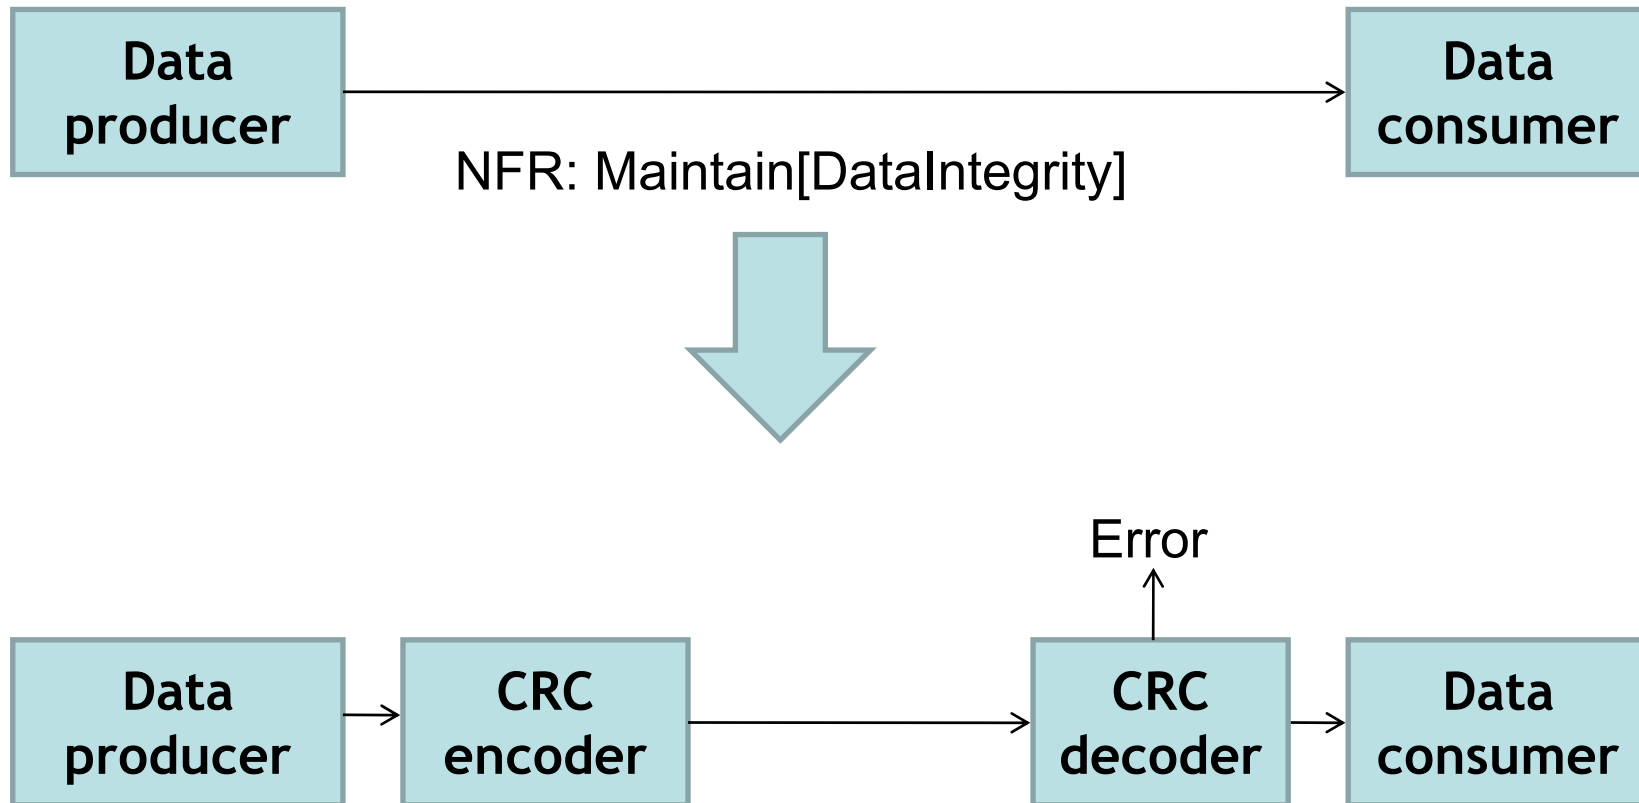 Data
producer
Data
consumer
NFR: Maintain[DataIntegrity]
Error
Data
producer
CRC
encoder
CRC
decoder
Data
consumer